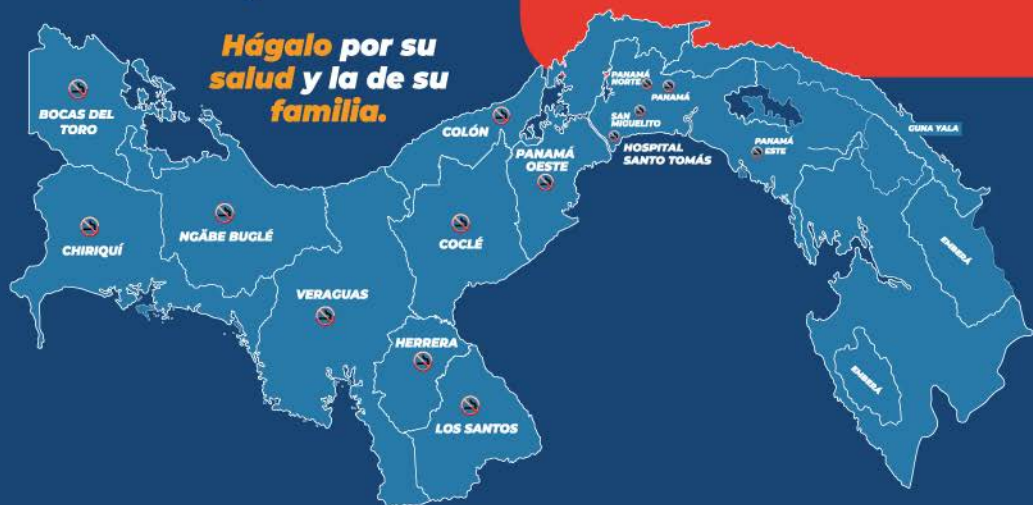 Hágalo por su
salud y la de su
familia.
BOCAS DEL
TORO
CHIRIQUÍ
NGÄBE BUGLÉ
VERAGUAS
HERRERA
LOS SANTOS
COCLÉ
COLÓN
PANAMÁ
OESTE
PANAMÁ
NORTE
PANAMÁ
SAN
MIGUELITO
HOSPITAL
SANTO TOMÁS
PANAMÁ
ESTE
GUNA YALA
EMBERÁ
EMBERÁ